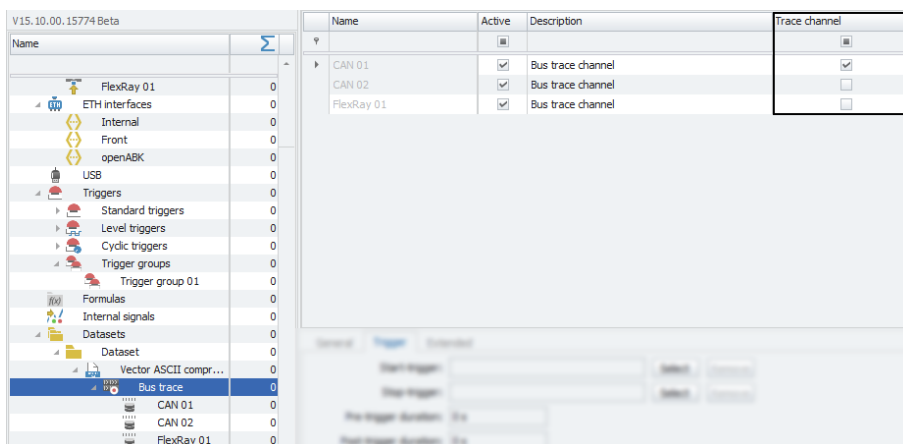 V15.10.00.15774 Beta
Name
FlexRay 01 0
ETH interfaces 0
Internal 0
Front 0
openABK 0
USB 0
Triggers 0
Standard triggers 0
Level triggers 0
Cyclic triggers 0
Trigger groups 0
Trigger group 01 0
f(x) Formulas 0
Internal signals 0
Datasets 0
Dataset 0
Vector ASCII compr... 0
Bus trace 0
CAN 01 0
CAN 02 0
FlexRay 01 0
Name Active Description Trace channel
CAN 01 Bus trace channel
CAN 02 Bus trace channel
FlexRay 01 Bus trace channel
General Trigger Extended
Start trigger: Select
Stop trigger: Select
Pre-trigger duration: 0 s
Post-trigger duration: 0 s